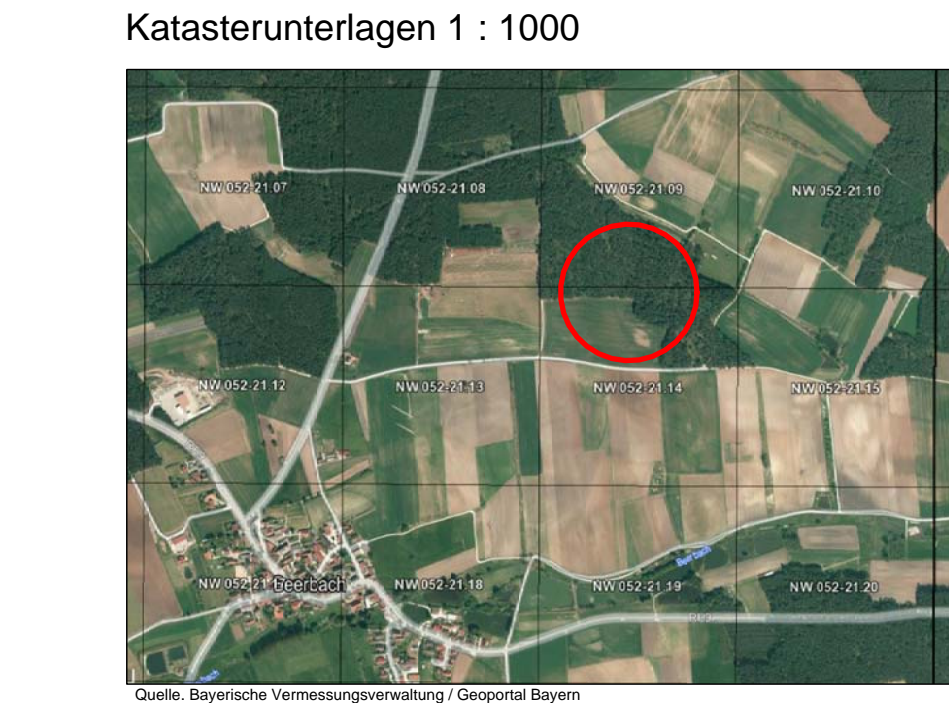 Katasterunterlagen 1 : 1000
NW 052-21.07
NW 052-21.08
NW 052-21.09
NW 052-21.10
NW 052-21.12
NW 052-21.13
NW 052-21.14
NW 052-21.15
NW 052-21
Beerbach
NW 052-21.18
NW 052-21.19
NW 052-21.20
Beerbach
Quelle. Bayerische Vermessungsverwaltung / Geoportal Bayern